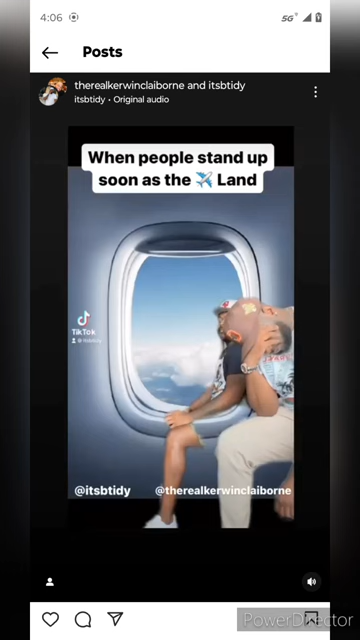 4:06
5G
Posts
therealkerwinclaiborne and itsbtidy
itsbtidy • Original audio
When people stand up
soon as the ✈️ Land
TikTok
@itsbtidy @therealkerwinclaiborne
PowerDirector